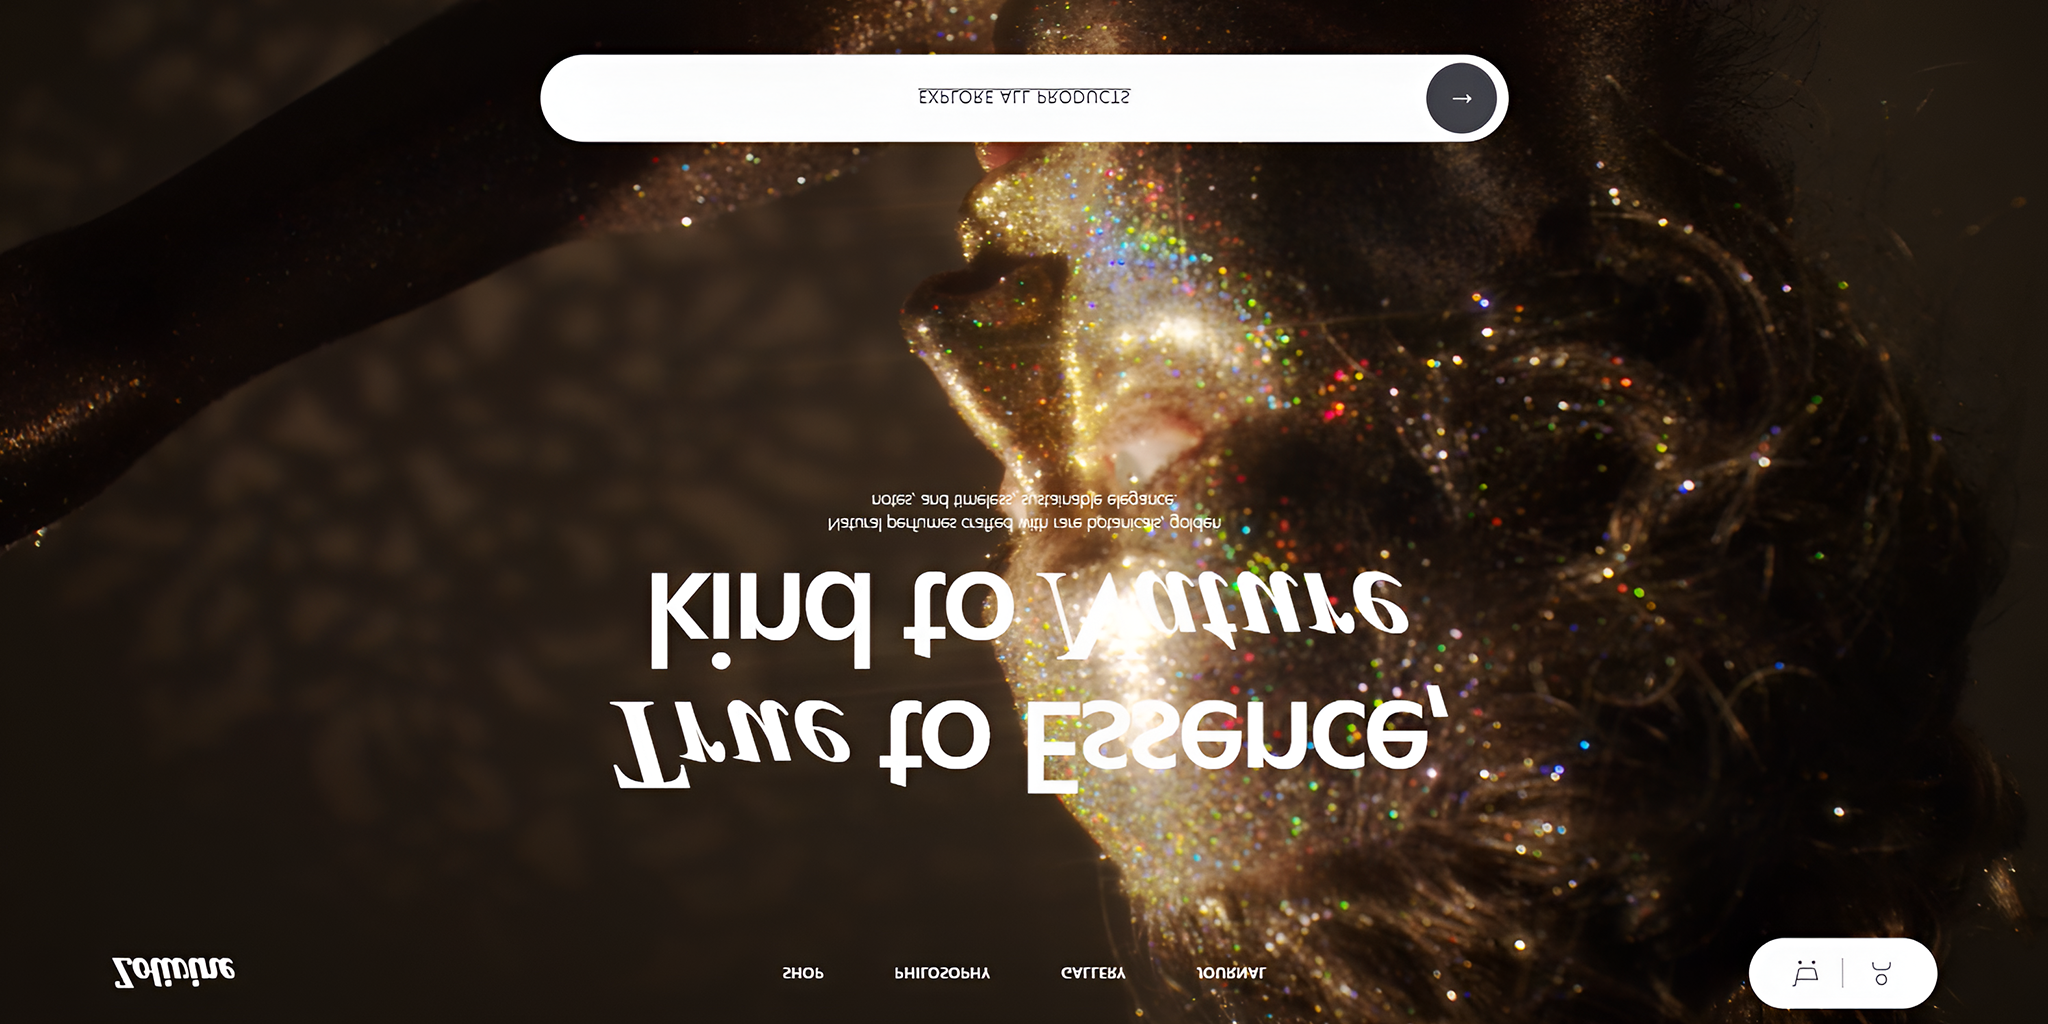 Zolivine
SHOP
PHILOSOPHY
GALLERY
JOURNAL
True to Essence,
Kind to Nature
Natural perfumes crafted with rare botanicals, golden
notes, and timeless, sustainable elegance.
EXPLORE ALL PRODUCTS